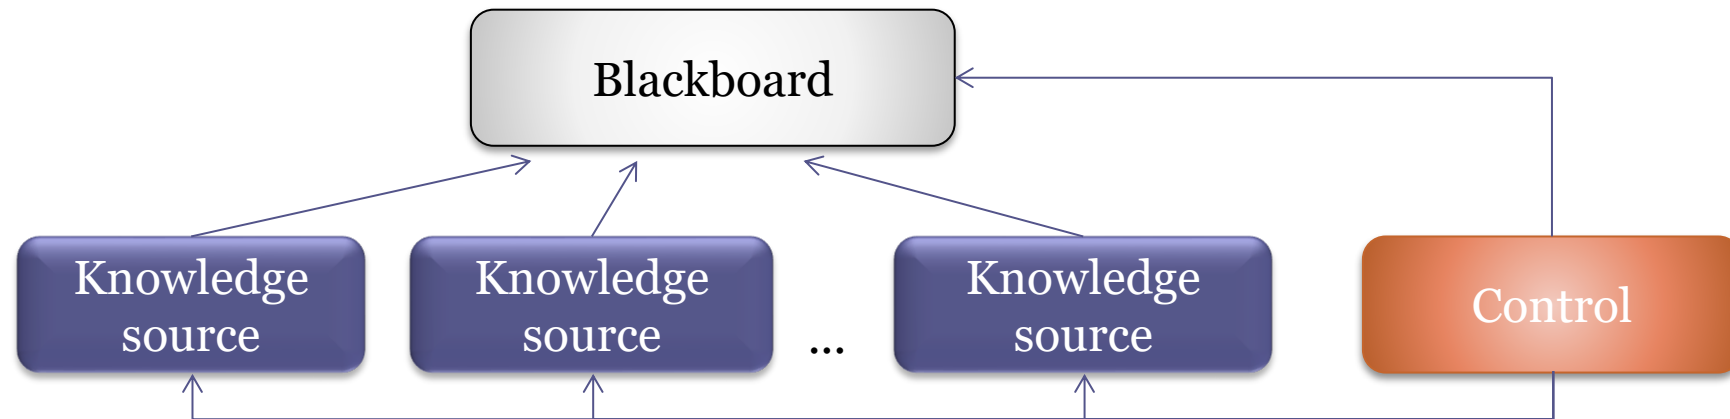 Blackboard
Knowledge
source
Knowledge
source
...
Knowledge
source
Control